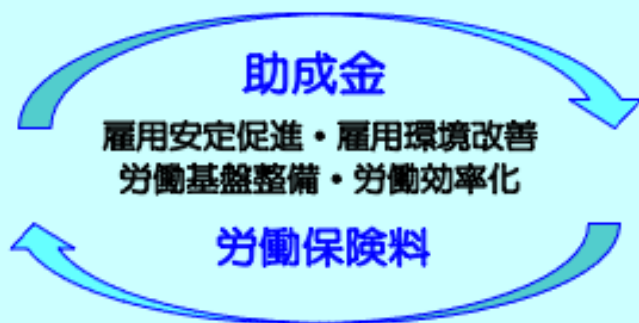 助成金
雇用安定促進・雇用環境改善
労働基盤整備・労働効率化
労働保険料